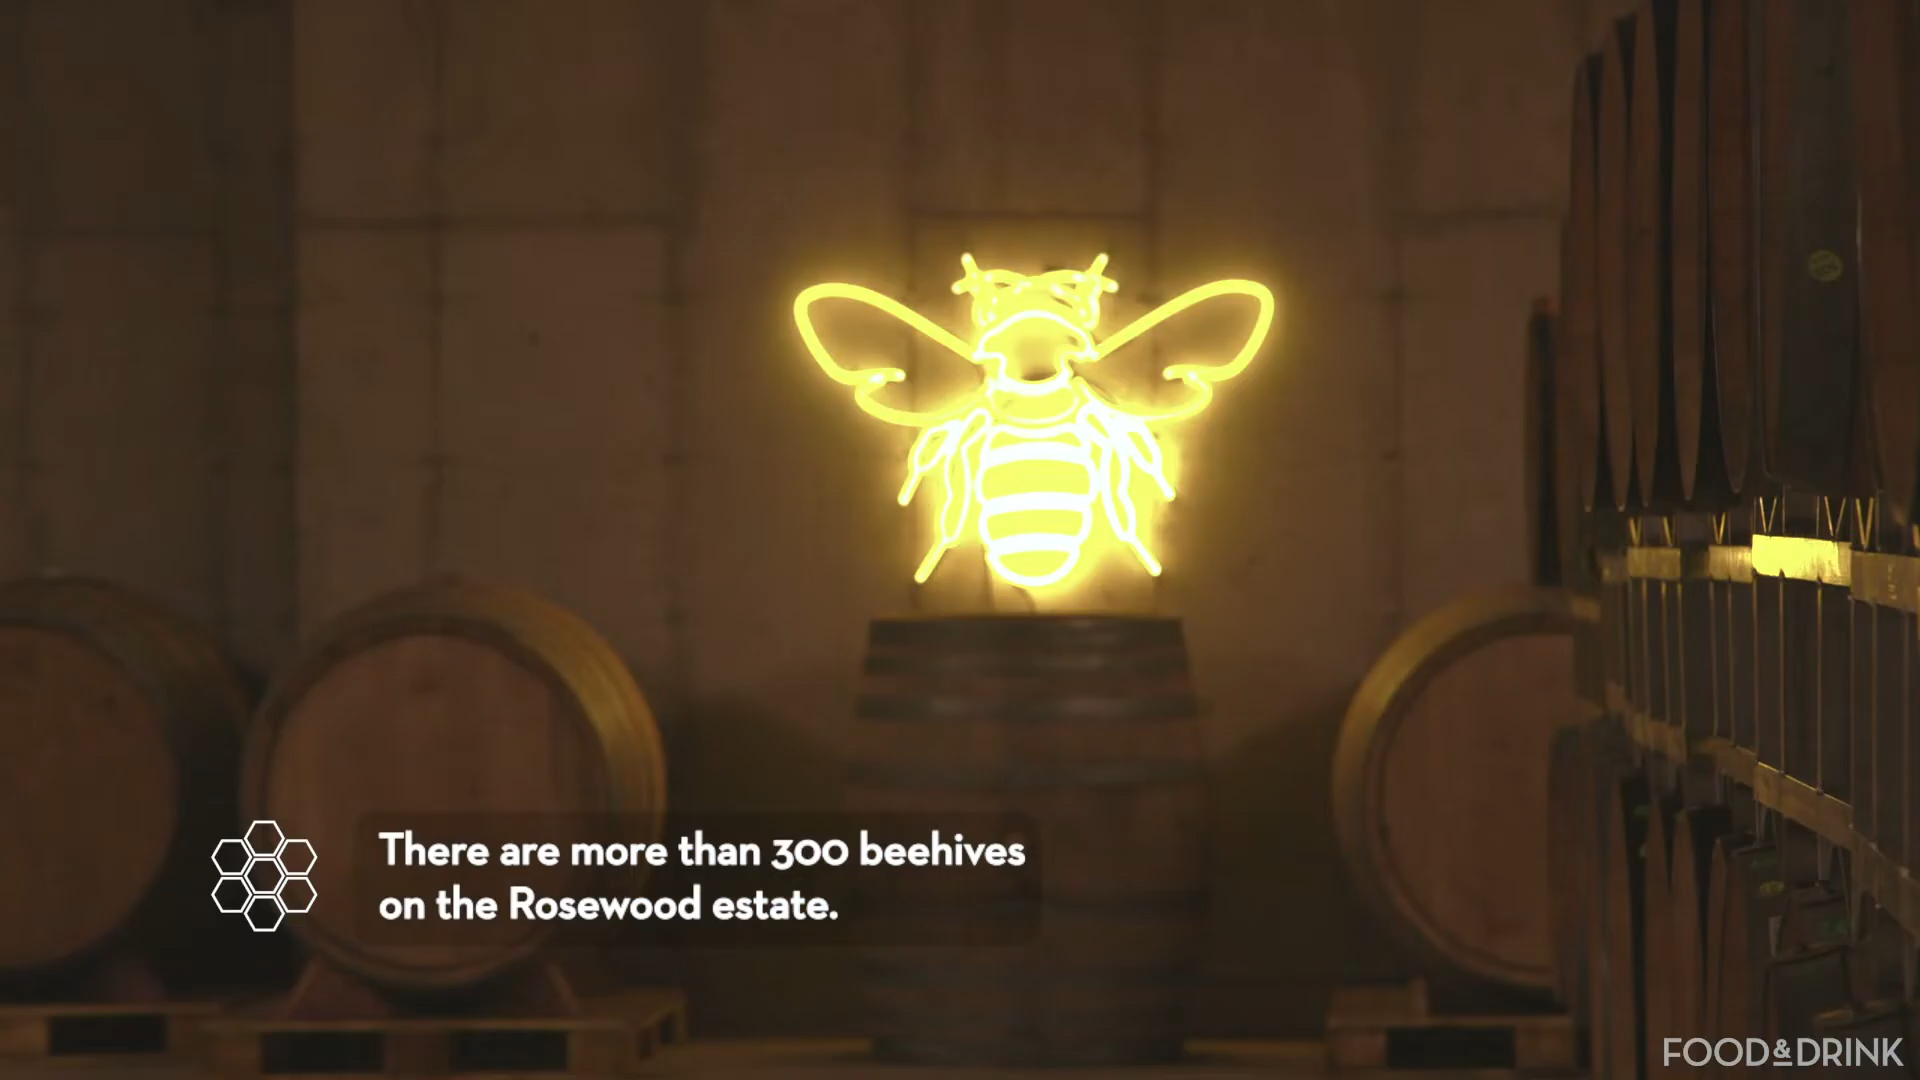 There are more than 300 beehives
on the Rosewood estate.
FOOD&DRINK